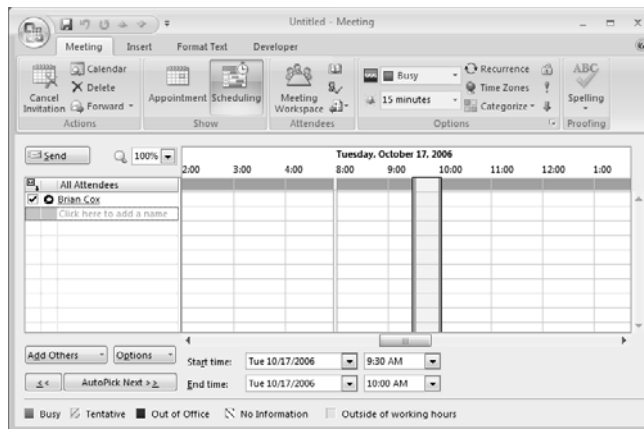 Untitled - Meeting
Meeting Insert Format Text Developer
Cancel Invitation
Calendar
Delete
Forward
Actions
Appointment
Scheduling
Show
Meeting Workspace
Attendees
Busy
15 minutes
Recurrence
Time Zones
Categorize
Options
ABC
Spelling
Proofing
Send
100%
Tuesday, October 17, 2006
2:00 3:00 4:00 8:00 9:00 10:00 11:00 12:00 1:00
All Attendees
Brian Cox
Click here to add a name
Add Others
Options
Start time: Tue 10/17/2006 9:30 AM
<< AutoPick Next >>
End time: Tue 10/17/2006 10:00 AM
Busy Tentative Out of Office No Information Outside of working hours